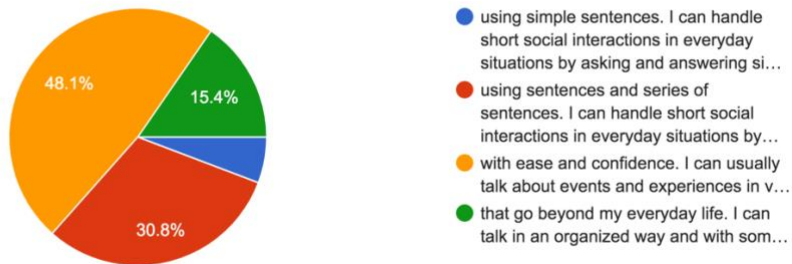 48.1%
15.4%
30.8%
using simple sentences. I can handle
short social interactions in everyday
situations by asking and answering si...
using sentences and series of
sentences. I can handle short social
interactions in everyday situations by...
with ease and confidence. I can usually
talk about events and experiences in v...
that go beyond my everyday life. I can
talk in an organized way and with som...